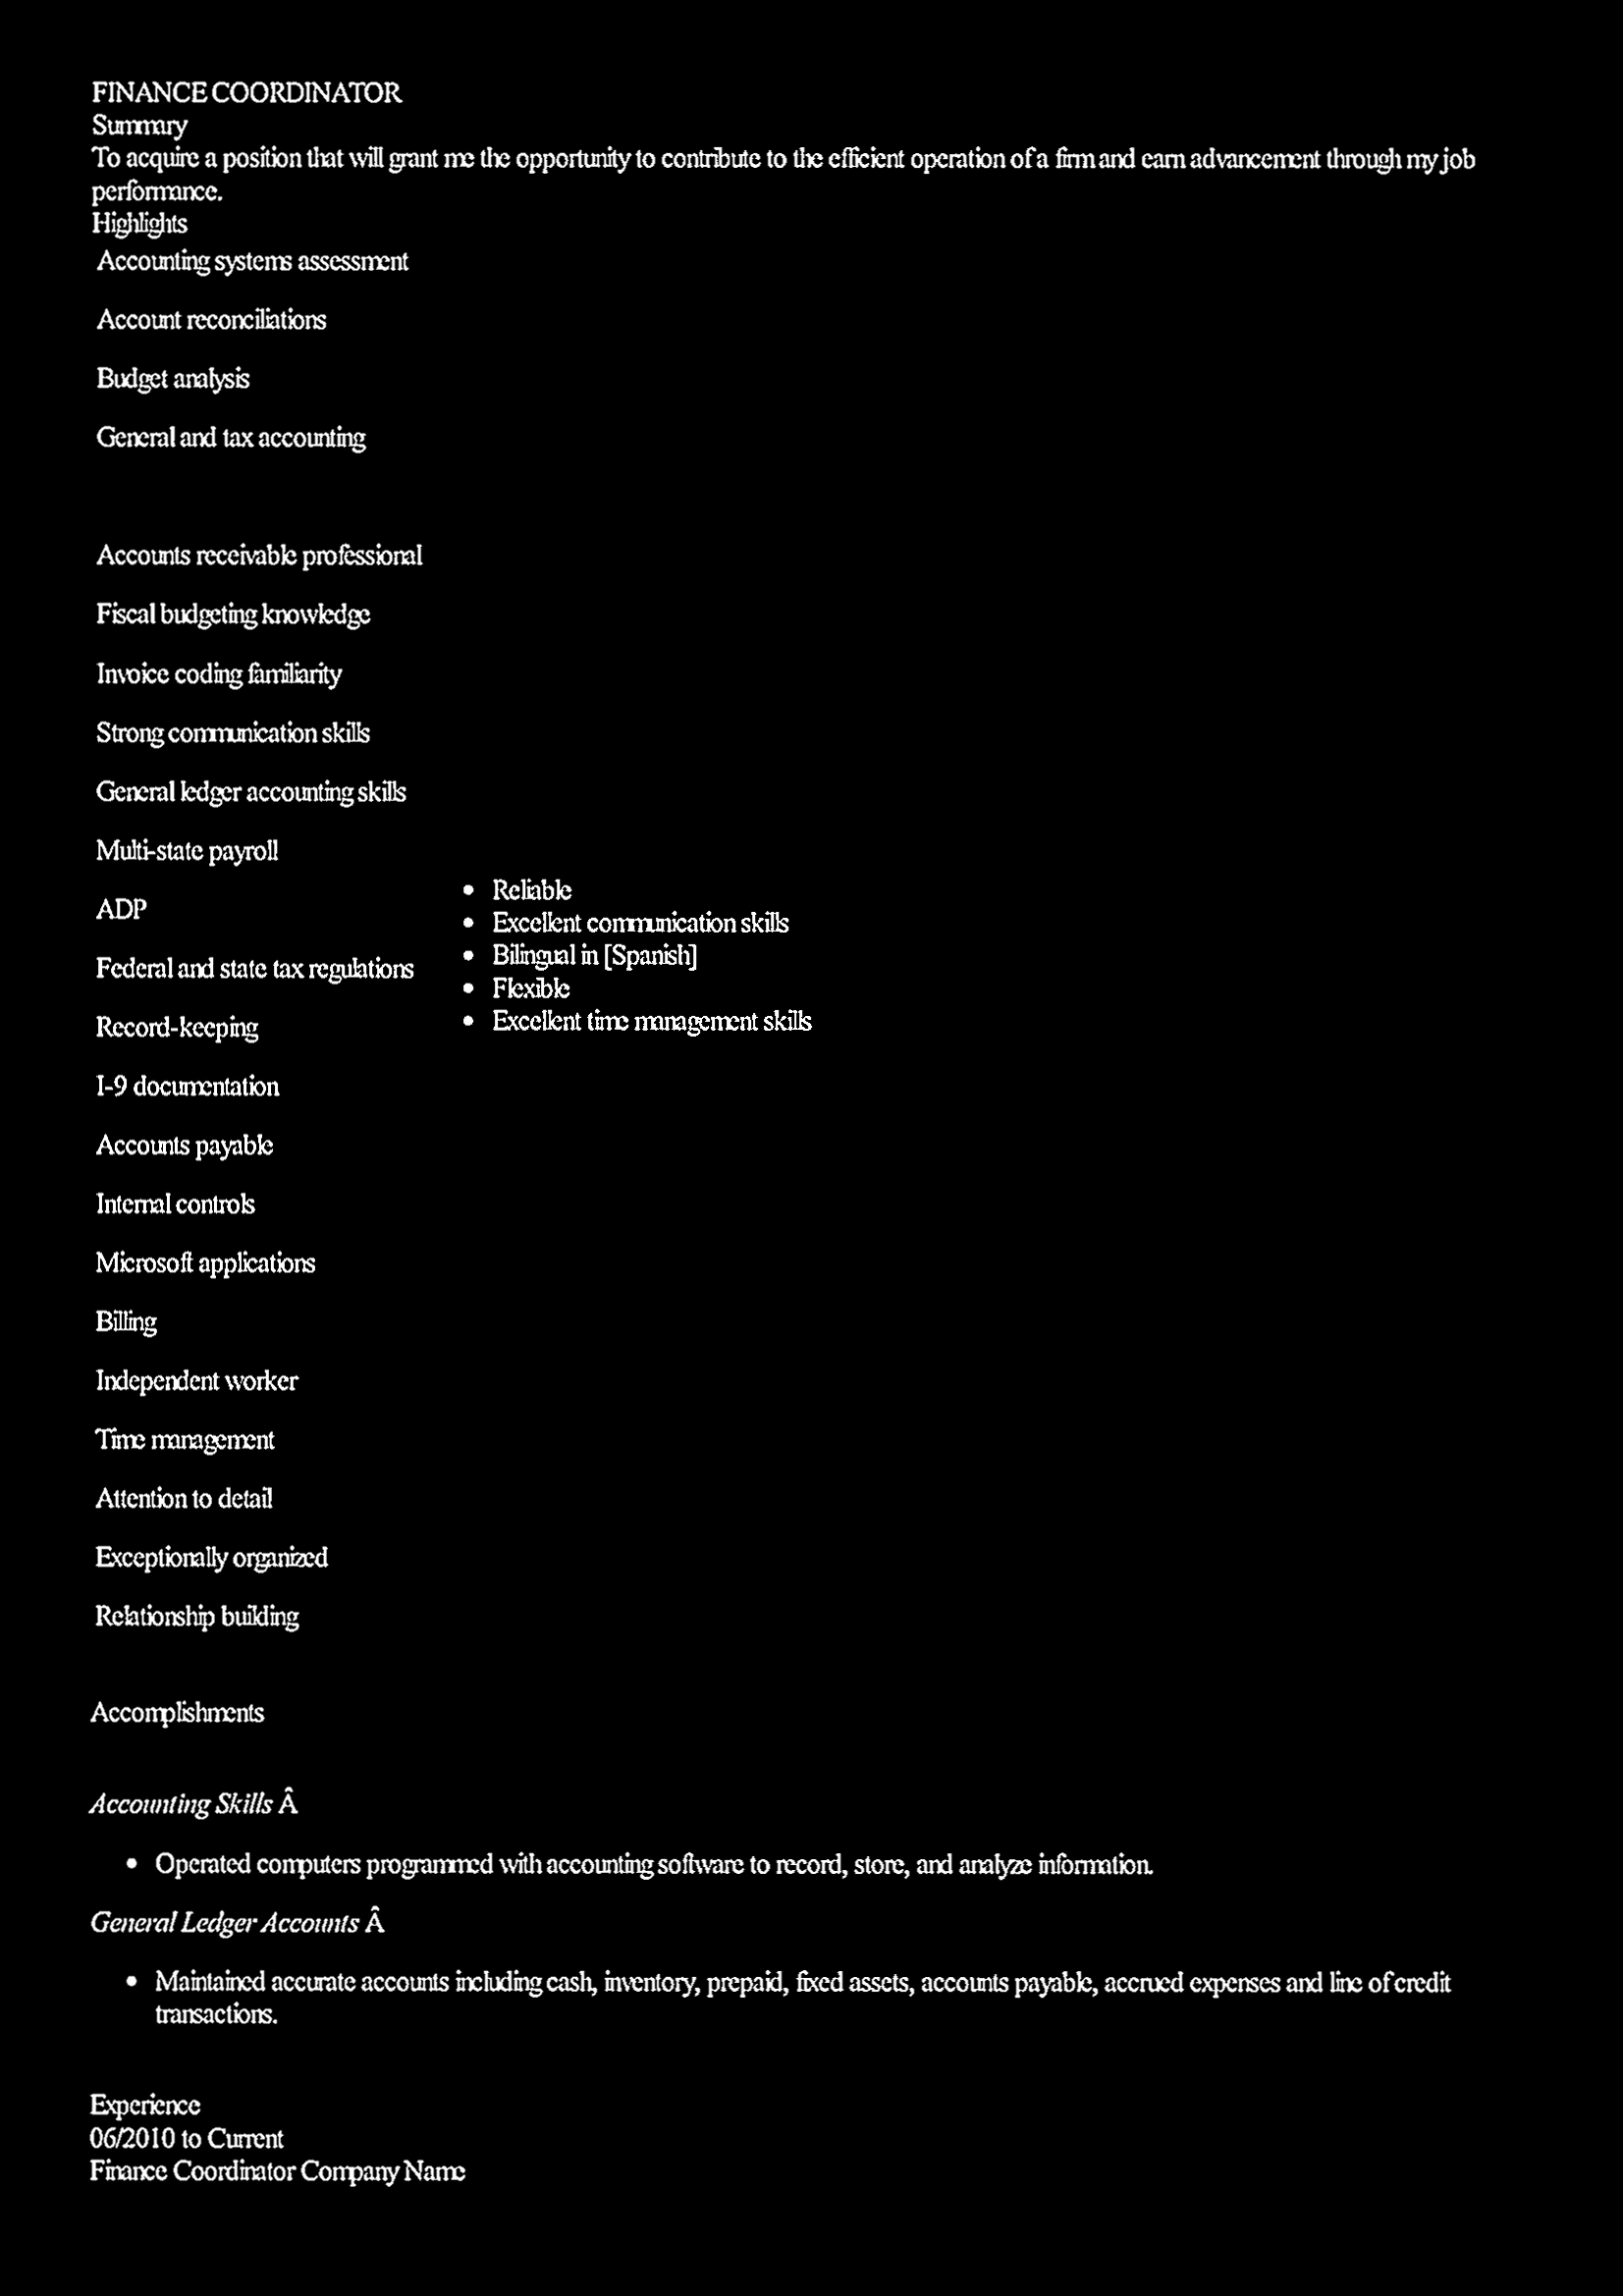 FINANCE COORDINATOR
Summary
To acquire a position that will grant me the opportunity to contribute to the efficient operation of a firm and earn advancement through my job
performance.
Highlights
Accounting systems assessment
Account reconciliations
Budget analysis
General and tax accounting
Accounts receivable professional
Fiscal budgeting knowledge
Invoice coding familiarity
Strong communication skills
General ledger accounting skills
Multi-state payroll
ADP
Federal and state tax regulations
Record-keeping
I-9 documentation
Accounts payable
Internal controls
Microsoft applications
Billing
Independent worker
Time management
Attention to detail
Exceptionally organized
Relationship building
• Reliable
• Excellent communication skills
• Bilingual in [Spanish]
• Flexible
• Excellent time management skills
Accomplishments
Accounting Skills Â
• Operated computers programmed with accounting software to record, store, and analyze information.
General Ledger Accounts Â
• Maintained accurate accounts including cash, inventory, prepaid, fixed assets, accounts payable, accrued expenses and line of credit
transactions.
Experience
06/2010 to Current
Finance Coordinator Company Name